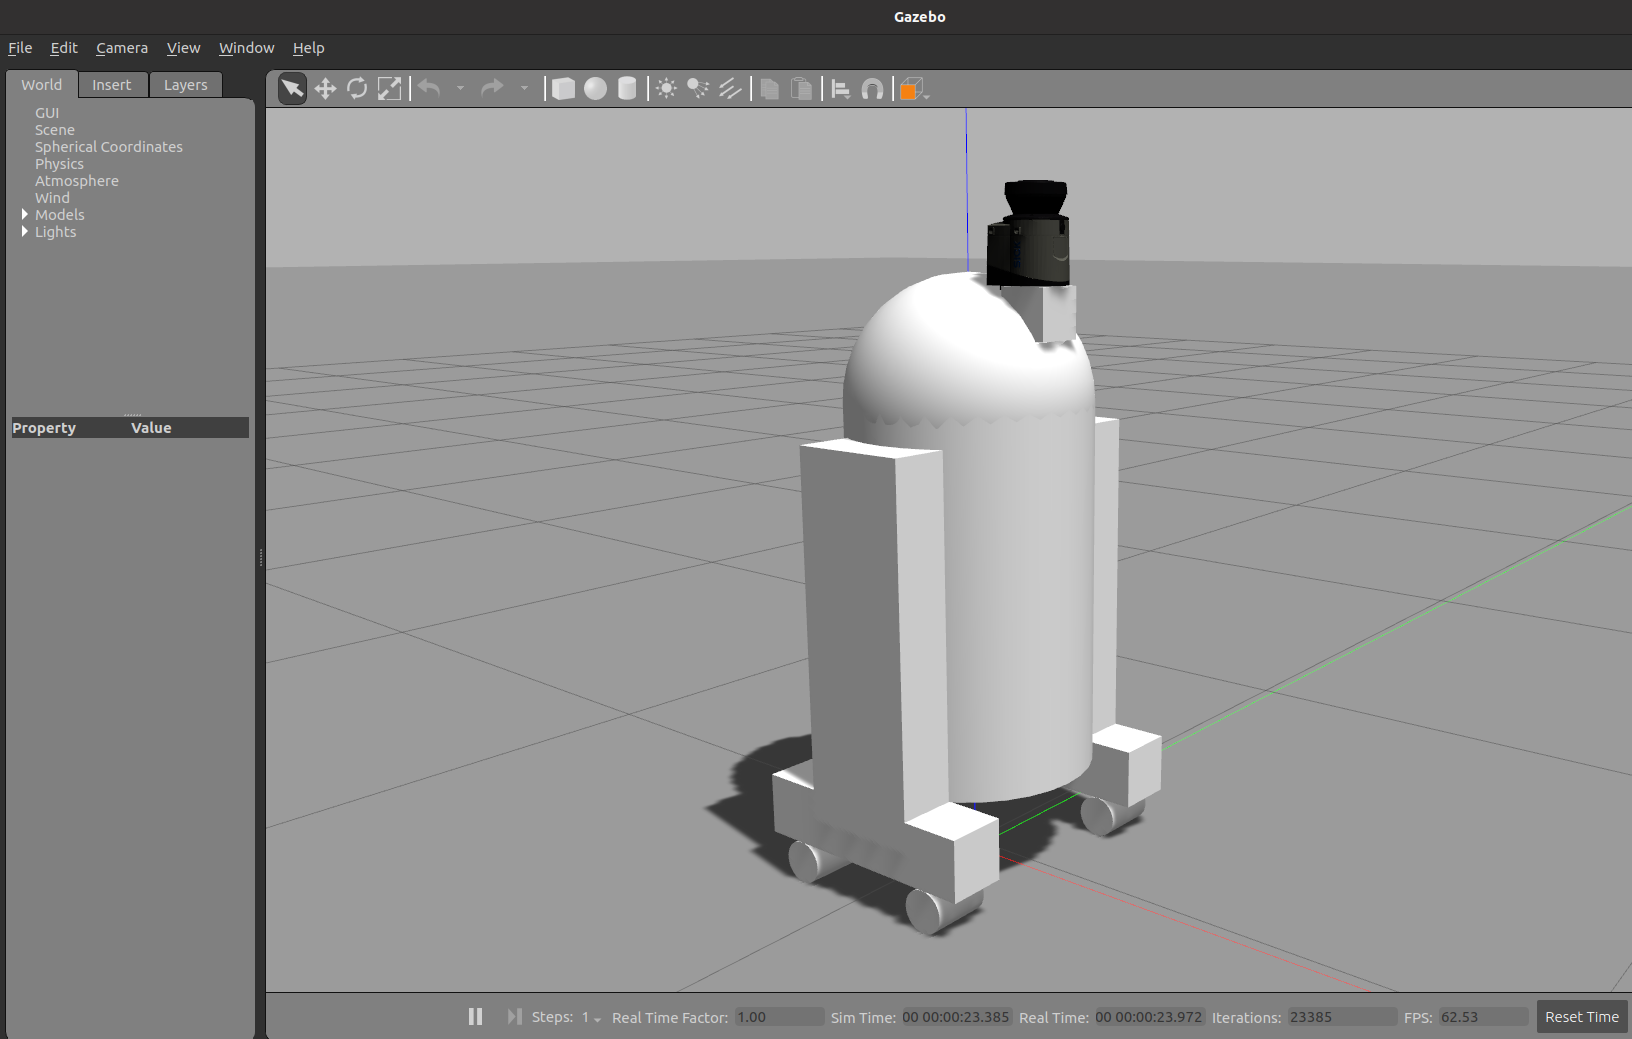 Gazebo
File Edit Camera View Window Help
World Insert Layers
GUI
Scene
Spherical Coordinates
Physics
Atmosphere
Wind
Models
Lights
Property Value
Steps: 1 Real Time Factor: 1.00 Sim Time: 00 00:00:23.385 Real Time: 00 00:00:23.972 Iterations: 23385 FPS: 62.53 Reset Time